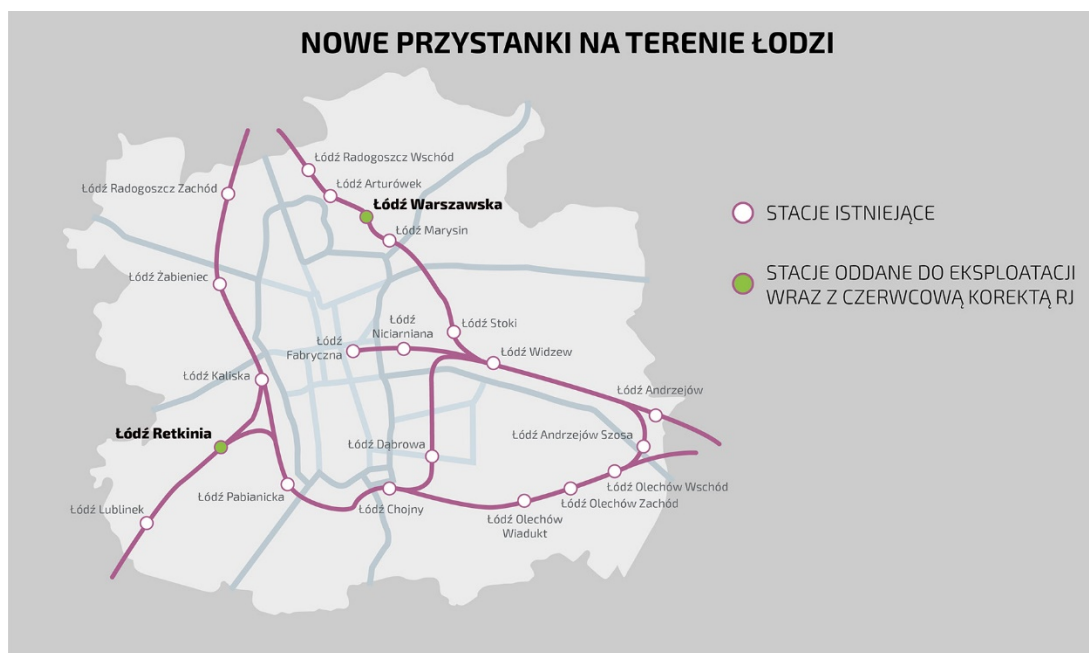 NOWE PRZYSTANKI NA TERENIE ŁODZI
Łódź Radogoszcz Wschód
Łódź Radogoszcz Zachód
Łódź Arturówek
Łódź Warszawska
Łódź Marysin
Łódź Żabieniec
Łódź Stoki
Łódź
Niciarniana
Łódź
Fabryczna
Łódź Widzew
Łódź Kaliska
Łódź Andrzejów
Łódź Retkinia
Łódź Dąbrowa
Łódź Andrzejów Szosa
Łódź Pabianicka
Łódź Chojny
Łódź Olechów Wschód
Łódź Olechów Zachód
Łódź Olechów
Wiadukt
Łódź Lublinek
STACJE ISTNIEJĄCE
STACJE ODDANE DO EKSPLOATACJI
WRAZ Z CZERWCOWĄ KOREKTĄ RJ